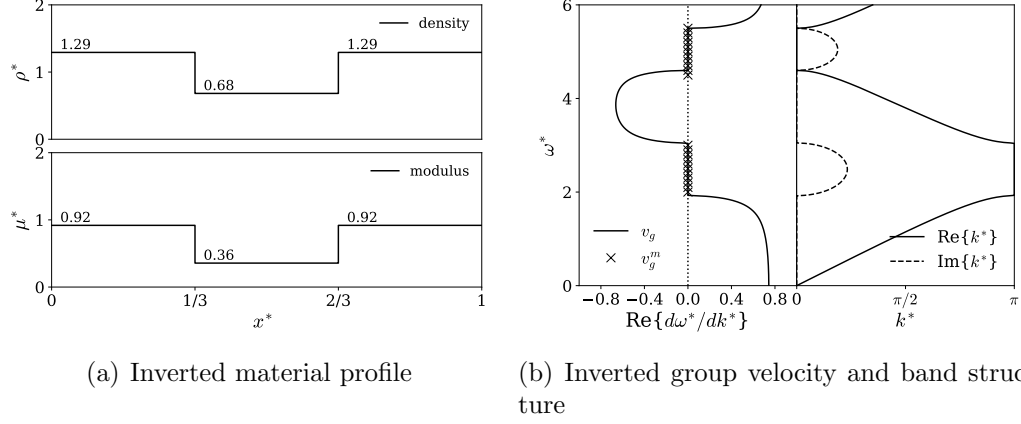 2
density
1.29
1.29
ρ*
1
0.68
0
2
modulus
0.92
μ*
1
0.36
0
0
1/3
2/3
1
x*
6
4
ω*
2
0
v_g
v_g^m
Re{k*}
Im{k*}
−0.8 −0.4 0.0 0.4 0.8 0 π/2 π
Re{dω*/dk*}
k*
(a) Inverted material profile
(b) Inverted group velocity and band struc
ture